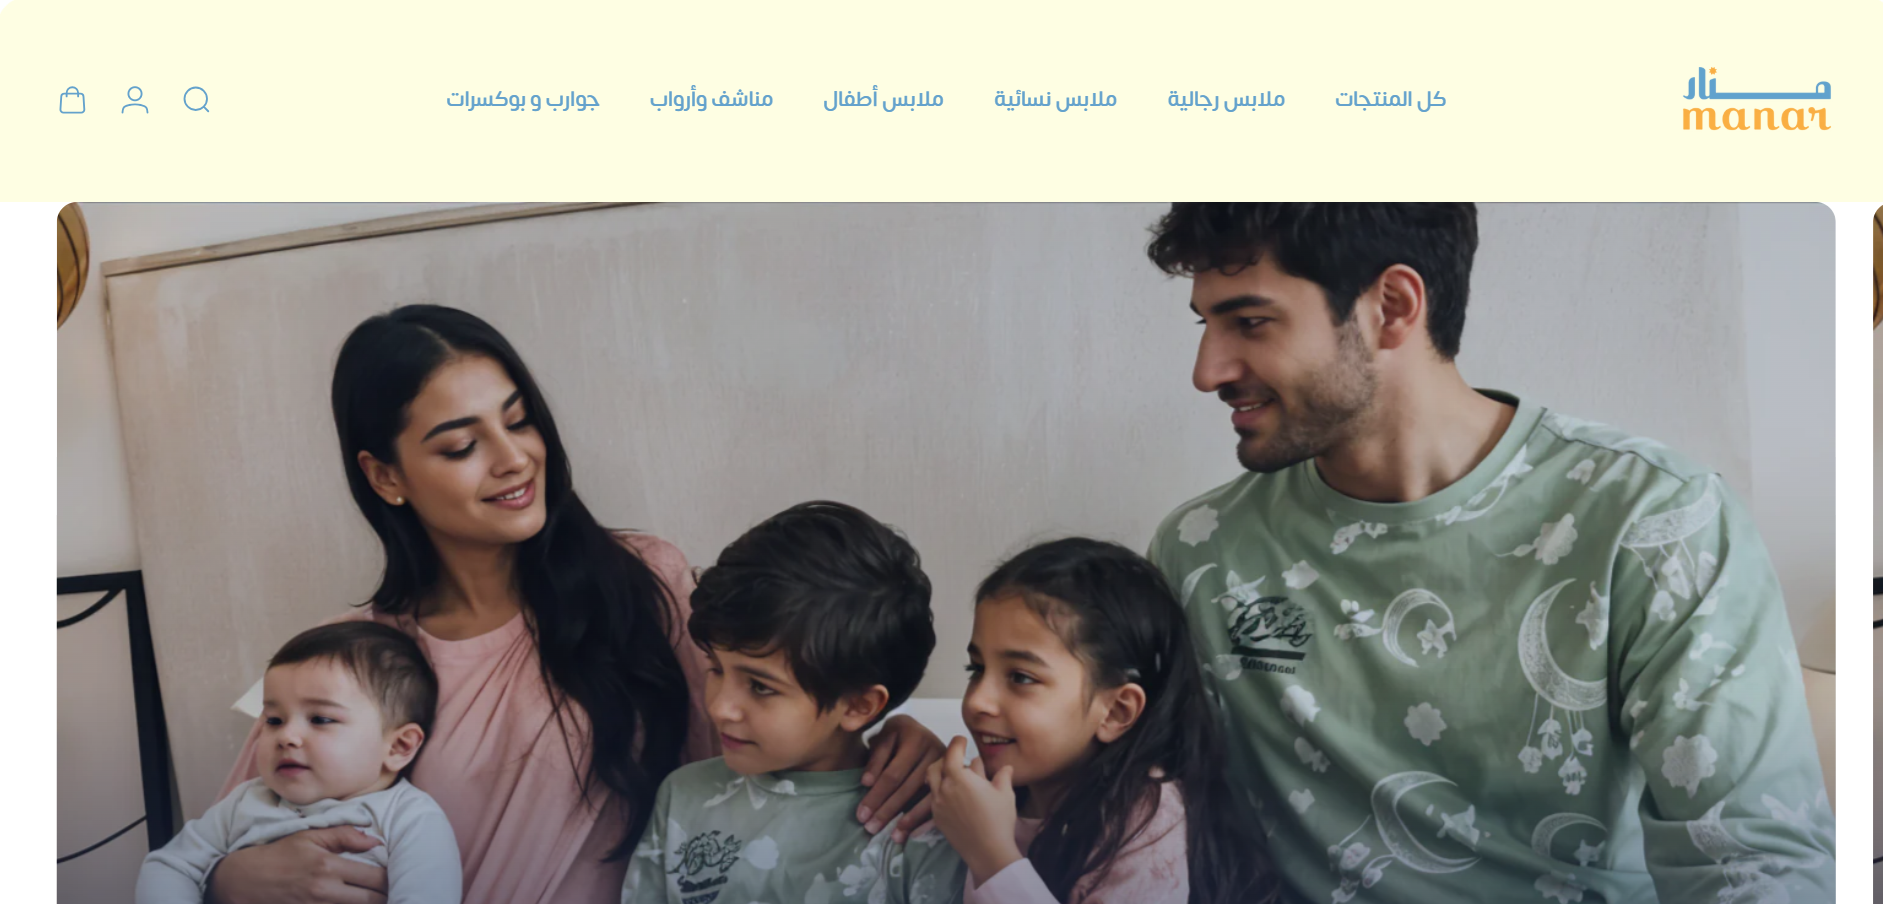 منار
manar
كل المنتجات
ملابس رجالية
ملابس نسائية
ملابس أطفال
مناشف وأرواب
جوارب و بوكسرات